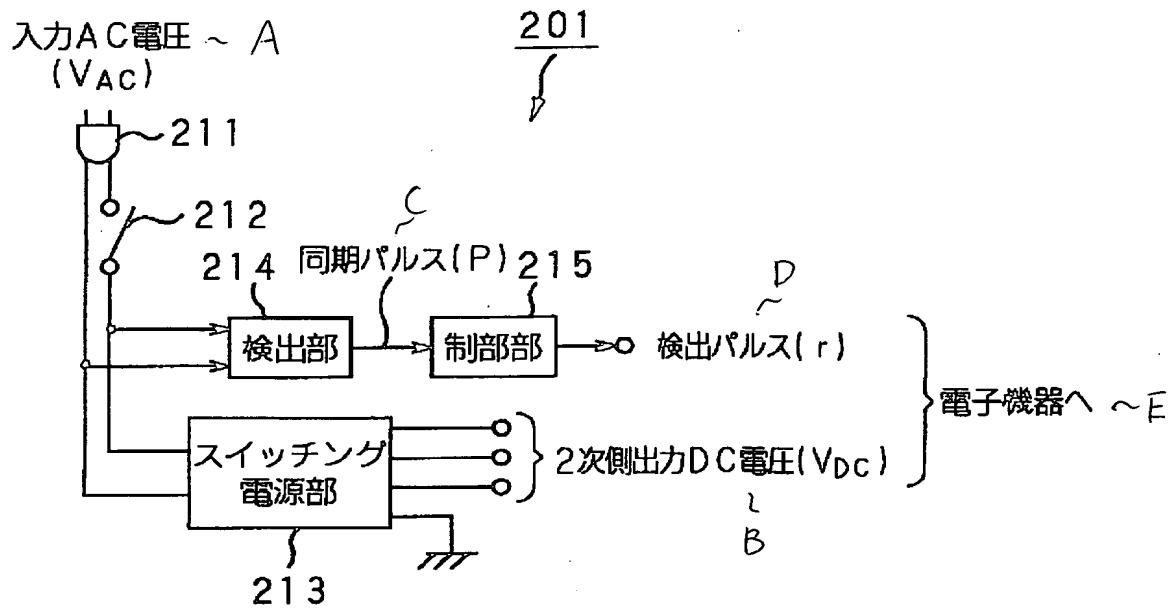 入力AC電圧 ~ A
(VAC)
201
211
212
C
214
同期パルス(P)
215
D
検出部
制部部
検出パルス(r)
電子機器へ ~E
スイッチング
電源部
2次側出力DC電圧(VDC)
B
213